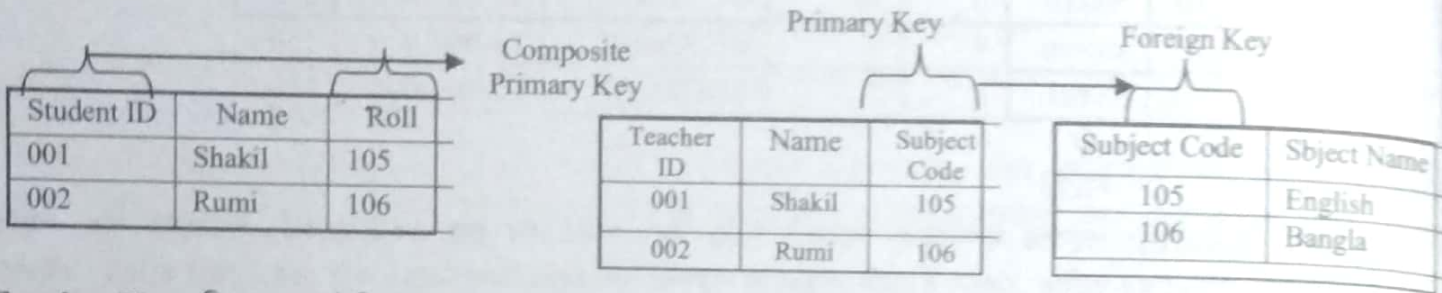 Composite
Primary Key
Student ID Name Roll
001 Shakil 105
002 Rumi 106
Primary Key
Teacher ID Name Subject Code
001 Shakil 105
002 Rumi 106
Foreign Key
Subject Code Sbject Name
105 English
106 Bangla